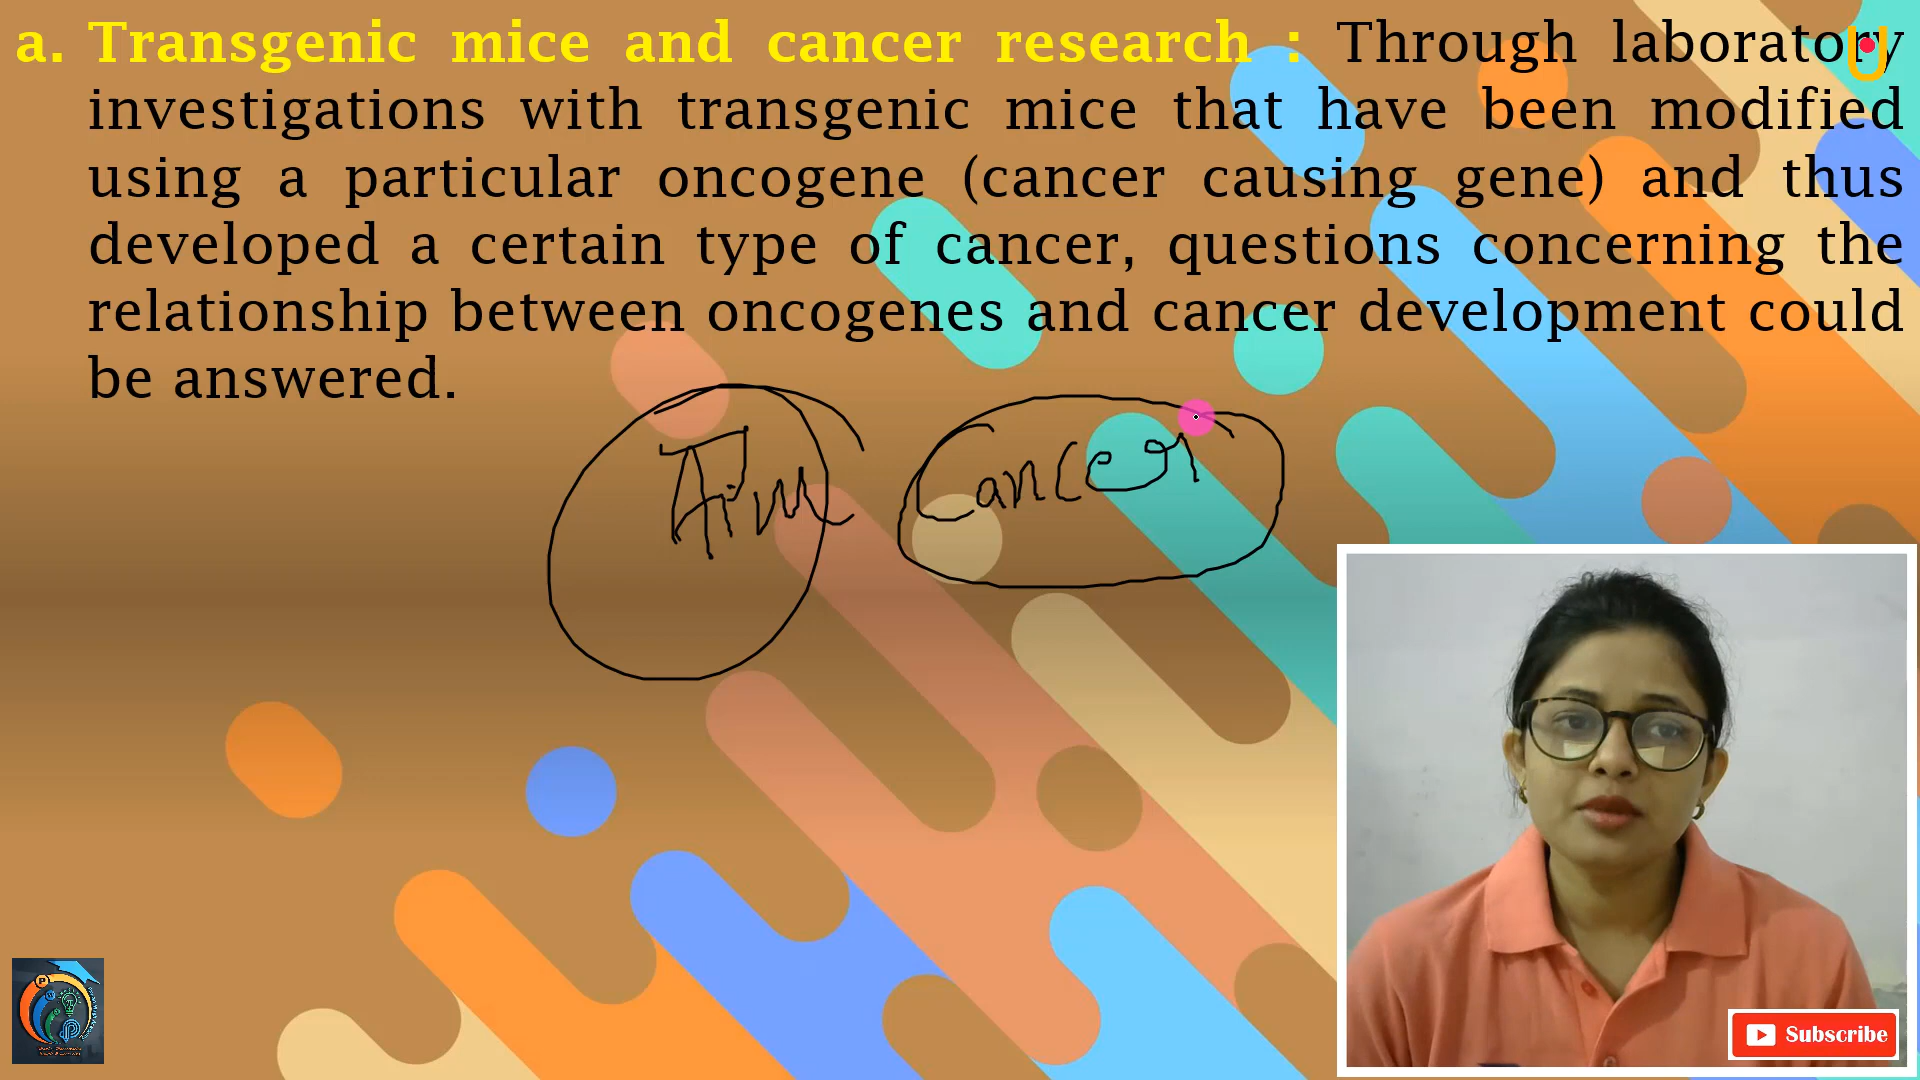 a. Transgenic mice and cancer research : Through laboratory
investigations with transgenic mice that have been modified
using a particular oncogene (cancer causing gene) and thus
developed a certain type of cancer, questions concerning the
relationship between oncogenes and cancer development could
be answered.
Cancer
Subscribe